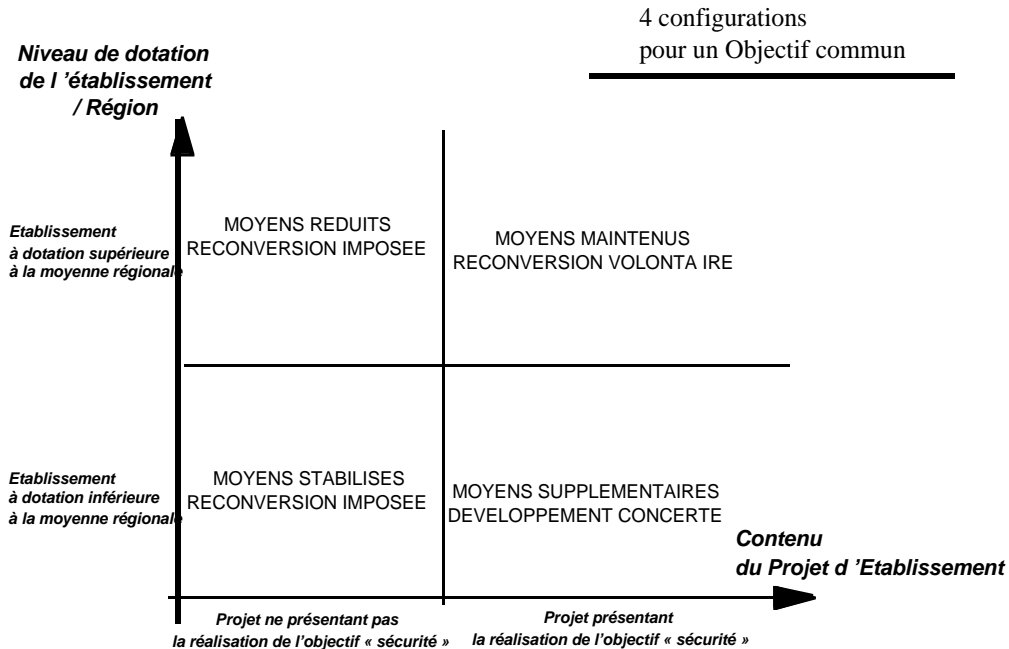 4 configurations
pour un Objectif commun
Niveau de dotation
de l ’établissement
/ Région
Etablissement
à dotation supérieure
à la moyenne régionale
MOYENS REDUITS
RECONVERSION IMPOSEE
MOYENS MAINTENUS
RECONVERSION VOLONTA IRE
Etablissement
à dotation inférieure
à la moyenne régionale
MOYENS STABILISES
RECONVERSION IMPOSEE
MOYENS SUPPLEMENTAIRES
DEVELOPPEMENT CONCERTE
Contenu
du Projet d ’Etablissement
Projet ne présentant pas
la réalisation de l’objectif « sécurité »
Projet présentant
la réalisation de l’objectif « sécurité »